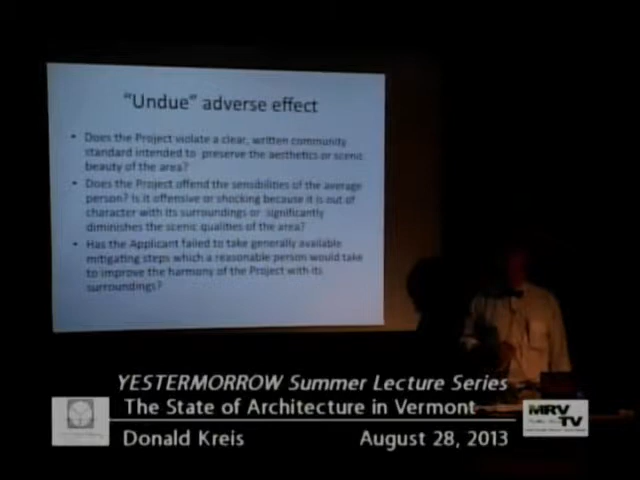 “Undue” adverse effect
• Does the Project violate a clear, written community
standard intended to preserve the aesthetics or scenic
beauty of the area?
• Does the Project offend the sensibilities of the average
person? Is it offensive or shocking because it is out of
character with its surroundings or significantly
diminishes the scenic qualities of the area?
• Has the Applicant failed to take generally available
mitigating steps which a reasonable person would take
to improve the harmony of the Project with its
surroundings?
YESTERMORROW Summer Lecture Series
The State of Architecture in Vermont
Donald Kreis August 28, 2013
MRV
TV